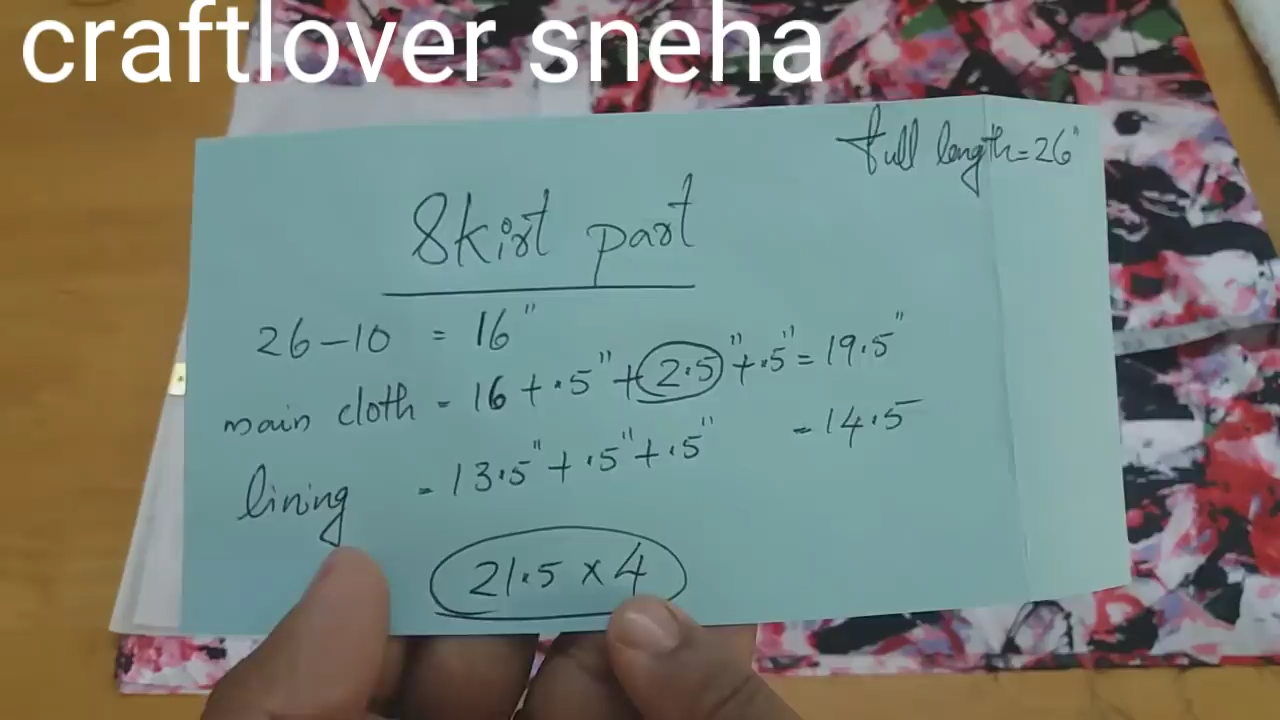 craftlover sneha
full length = 26"
Skirt part
26-10 = 16"
main cloth = 16 + .5" + 2.5" + .5" = 19.5"
lining = 13.5" + .5" + .5" = 14.5
21.5 x 4